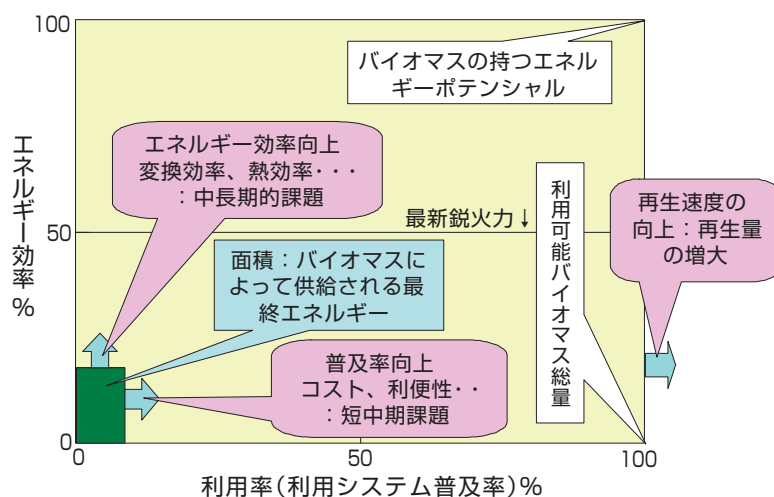 100
バイオマスの持つエネル
ギーポテンシャル
エネルギー効率向上
変換効率、熱効率・・・
：中長期的課題
エネルギー効率
%
最新鋭火力↓
50
利用可能バイオマス総量
再生速度の
向上：再生量
の増大
面積：バイオマスに
よって供給される最
終エネルギー
普及率向上
コスト、利便性・・
：短中期課題
0
0
50
100
利用率(利用システム普及率)%